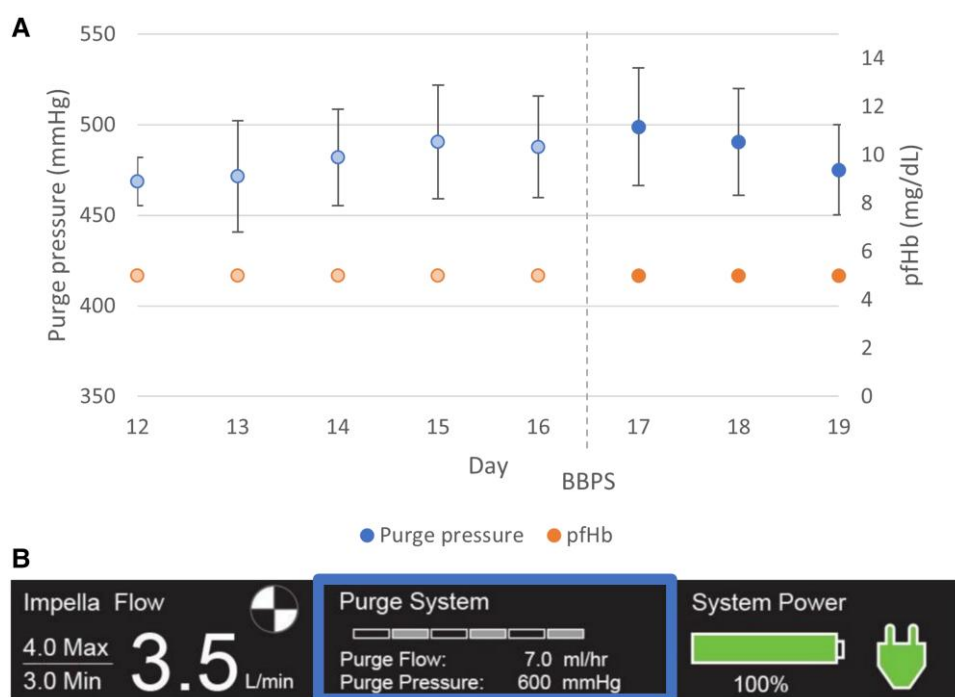 A
550
500
450
400
350
Purge pressure (mmHg)
14
12
10
8
6
4
2
0
pfHb (mg/dL)
12 13 14 15 16 17 18 19
Day
BBPS
Purge pressure pfHb
B
Impella Flow
4.0 Max
3.0 Min
3.5 L/min
Purge System
Purge Flow: 7.0 ml/hr
Purge Pressure: 600 mmHg
System Power
100%